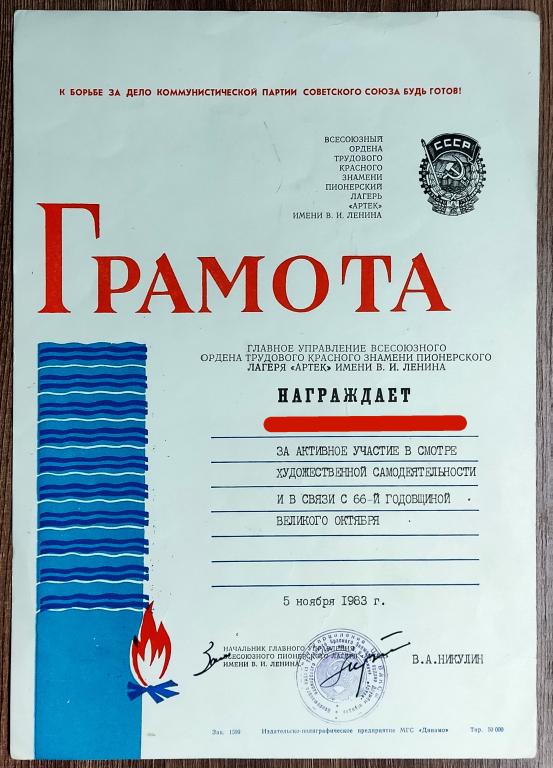 К БОРЬБЕ ЗА ДЕЛО КОММУНИСТИЧЕСКОЙ ПАРТИИ СОВЕТСКОГО СОЮЗА БУДЬ ГОТОВ!
ВСЕСОЮЗНЫЙ
ОРДЕНА
ТРУДОВОГО
КРАСНОГО
ЗНАМЕНИ
ПИОНЕРСКИЙ
ЛАГЕРЬ
«АРТЕК»
ИМЕНИ В. И. ЛЕНИНА
СССР
ГРАМОТА
ГЛАВНОЕ УПРАВЛЕНИЕ ВСЕСОЮЗНОГО
ОРДЕНА ТРУДОВОГО КРАСНОГО ЗНАМЕНИ ПИОНЕРСКОГО
ЛАГЕРЯ «АРТЕК» ИМЕНИ В. И. ЛЕНИНА
НАГРАЖДАЕТ
ЗА АКТИВНОЕ УЧАСТИЕ В СМОТРЕ
ХУДОЖЕСТВЕННОЙ САМОДЕЯТЕЛЬНОСТИ
И В СВЯЗИ С 66-Й ГОДОВЩИНОЙ
ВЕЛИКОГО ОКТЯБРЯ
5 ноября 1983 г.
НАЧАЛЬНИК ГЛАВНОГО УПРАВЛЕНИЯ
ВСЕСОЮЗНОГО ПИОНЕРСКОГО ЛАГЕРЯ
ИМЕНИ В. И. ЛЕНИНА
В.А.НИКУЛИН
Зак. 1590 Издательско-полиграфическое предприятие МГС «Динамо» Тир. 50 000